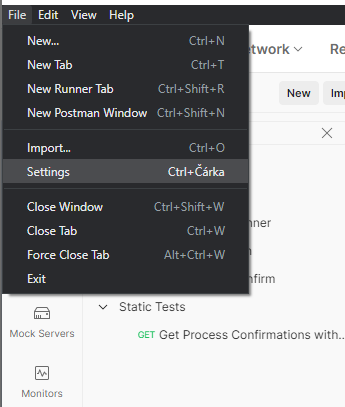 File Edit View Help
New... Ctrl+N
etwork
Re
New Tab Ctrl+T
New Runner Tab Ctrl+Shift+R
New
Im
New Postman Window Ctrl+Shift+N
Import... Ctrl+O
Settings Ctrl+Čárka
Close Window Ctrl+Shift+W
nner
Close Tab Ctrl+W
Force Close Tab Alt+Ctrl+W
Exit
nfirm
Static Tests
Mock Servers
GET Get Process Confirmations with...
Monitors